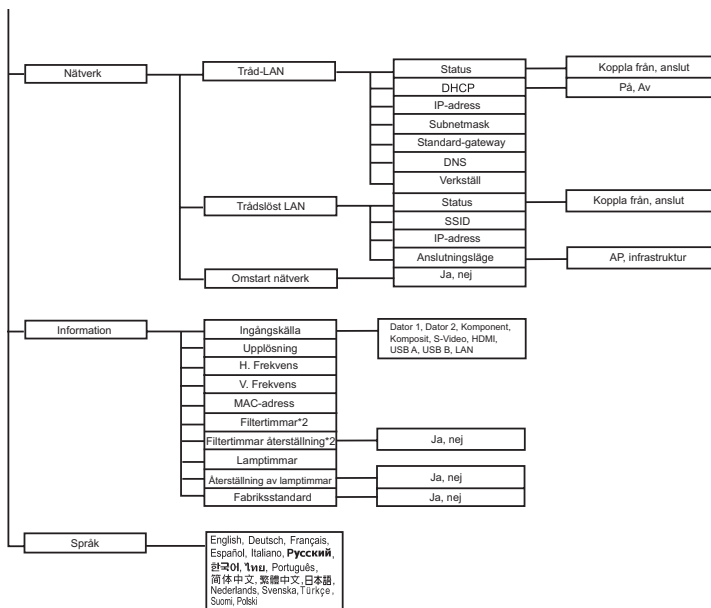 Nätverk
Tråd-LAN
Status
Koppla från, anslut
DHCP
På, Av
IP-adress
Subnetmask
Standard-gateway
DNS
Verkställ
Trådslöst LAN
Status
Koppla från, anslut
SSID
IP-adress
Anslutningsläge
AP, infrastruktur
Omstart nätverk
Ja, nej
Information
Ingångskälla
Dator 1, Dator 2, Komponent,
Komposit, S-Video, HDMI,
USB A, USB B, LAN
Upplösning
H. Frekvens
V. Frekvens
MAC-adress
Filtertimmar*2
Filtertimmar återställning*2
Ja, nej
Lamptimmar
Återställning av lamptimmar
Ja, nej
Fabriksstandard
Ja, nej
Språk
English, Deutsch, Français,
Español, Italiano, Русский,
한국어, ไทย, Português,
简体中文, 繁體中文, 日本語,
Nederlands, Svenska, Türkçe,
Suomi, Polski